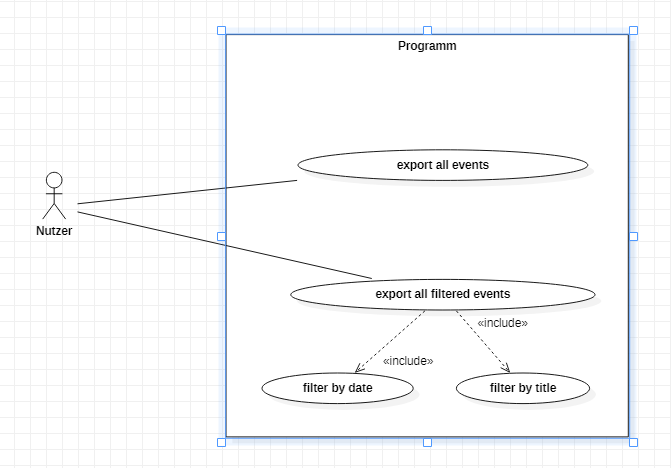 Programm
export all events
Nutzer
export all filtered events
«include»
«include»
filter by date
filter by title